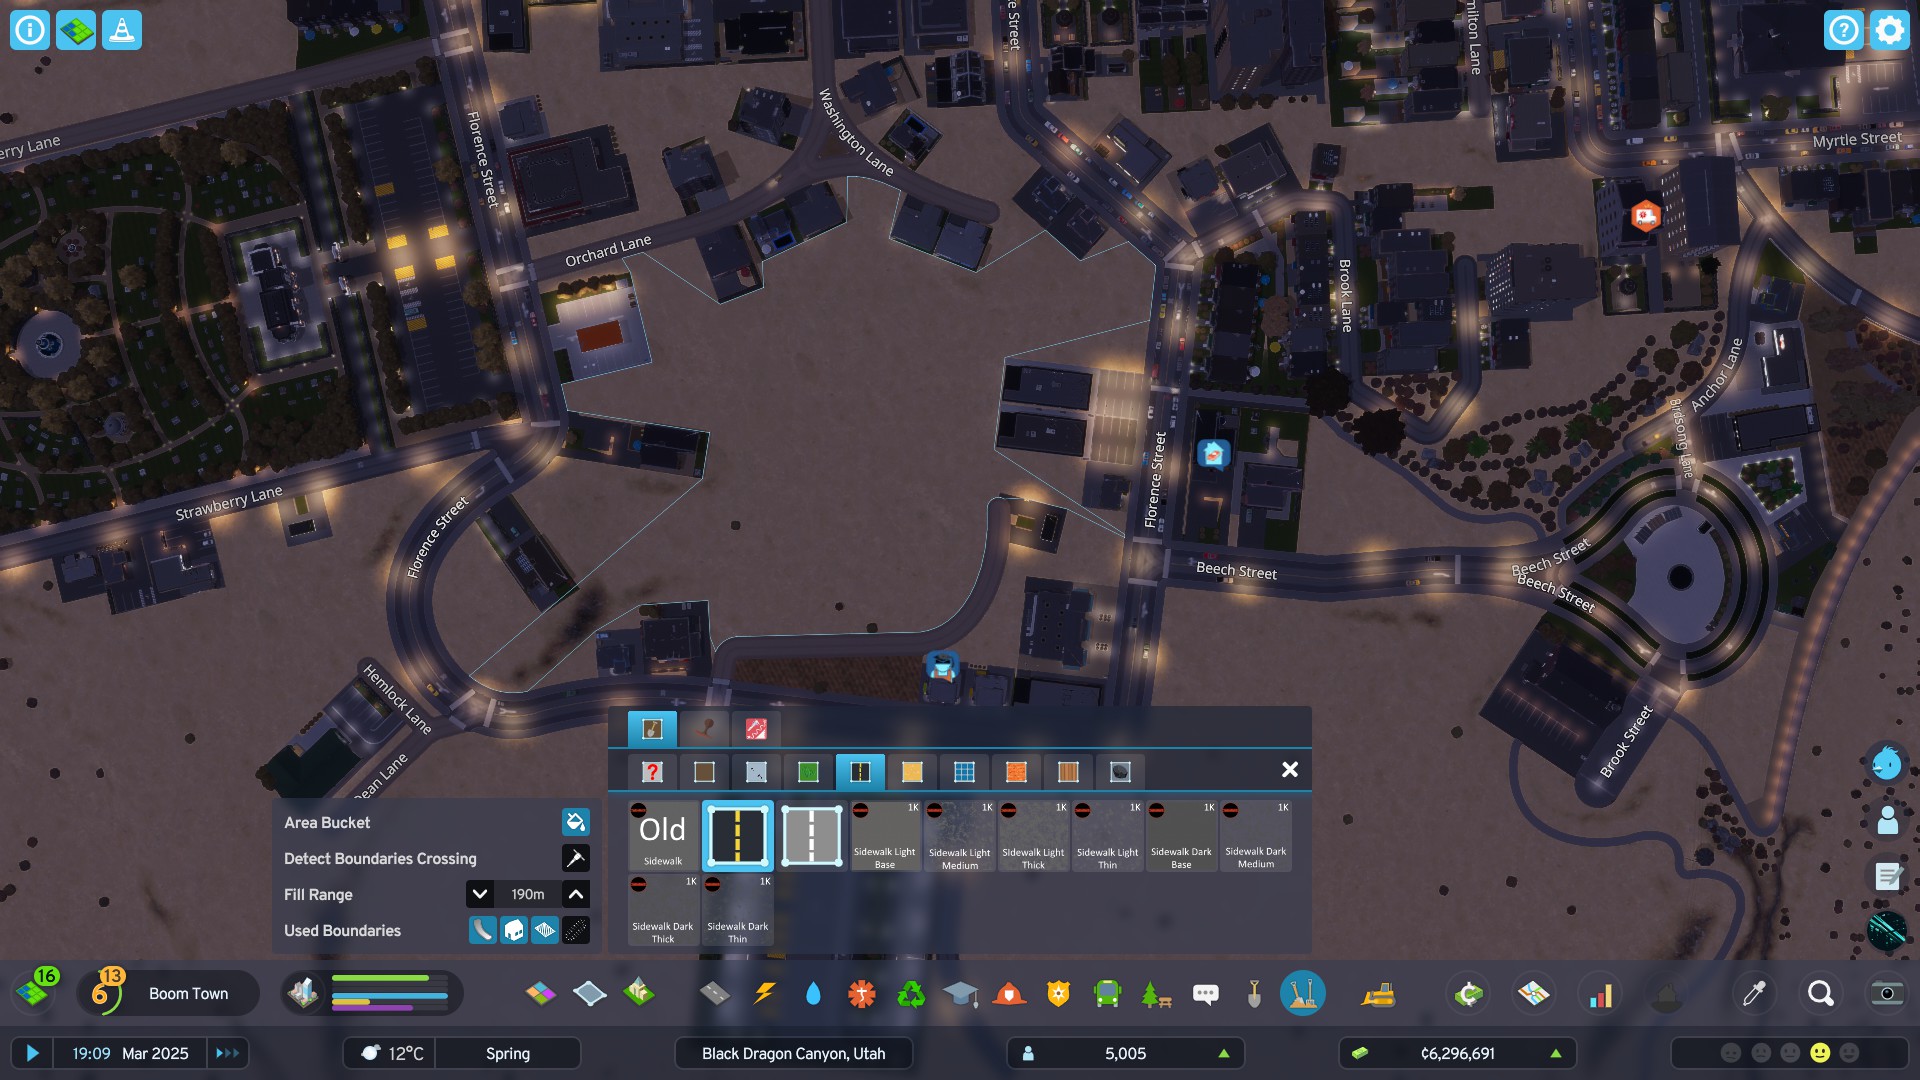 e Street
milton Lane
Myrtle Street
erry Lane
Florence Street
Washington Lane
Orchard Lane
Brook Lane
Anchor Lane
Birdsong Lane
Strawberry Lane
Florence Street
Florence Street
Beech Street
Beech Street
Beech Street
Hemlock Lane
Dean Lane
Brook Street
Area Bucket
Detect Boundaries Crossing
Fill Range
190m
Used Boundaries
?
Old
Sidewalk
1K
Sidewalk Light
Base
1K
Sidewalk Light
Medium
1K
Sidewalk Light
Thick
1K
Sidewalk Light
Thin
1K
Sidewalk Dark
Base
1K
Sidewalk Dark
Medium
1K
Sidewalk Dark
Thick
1K
Sidewalk Dark
Thin
16
13
6
Boom Town
19:09 Mar 2025
12°C
Spring
Black Dragon Canyon, Utah
5,005
¢6,296,691